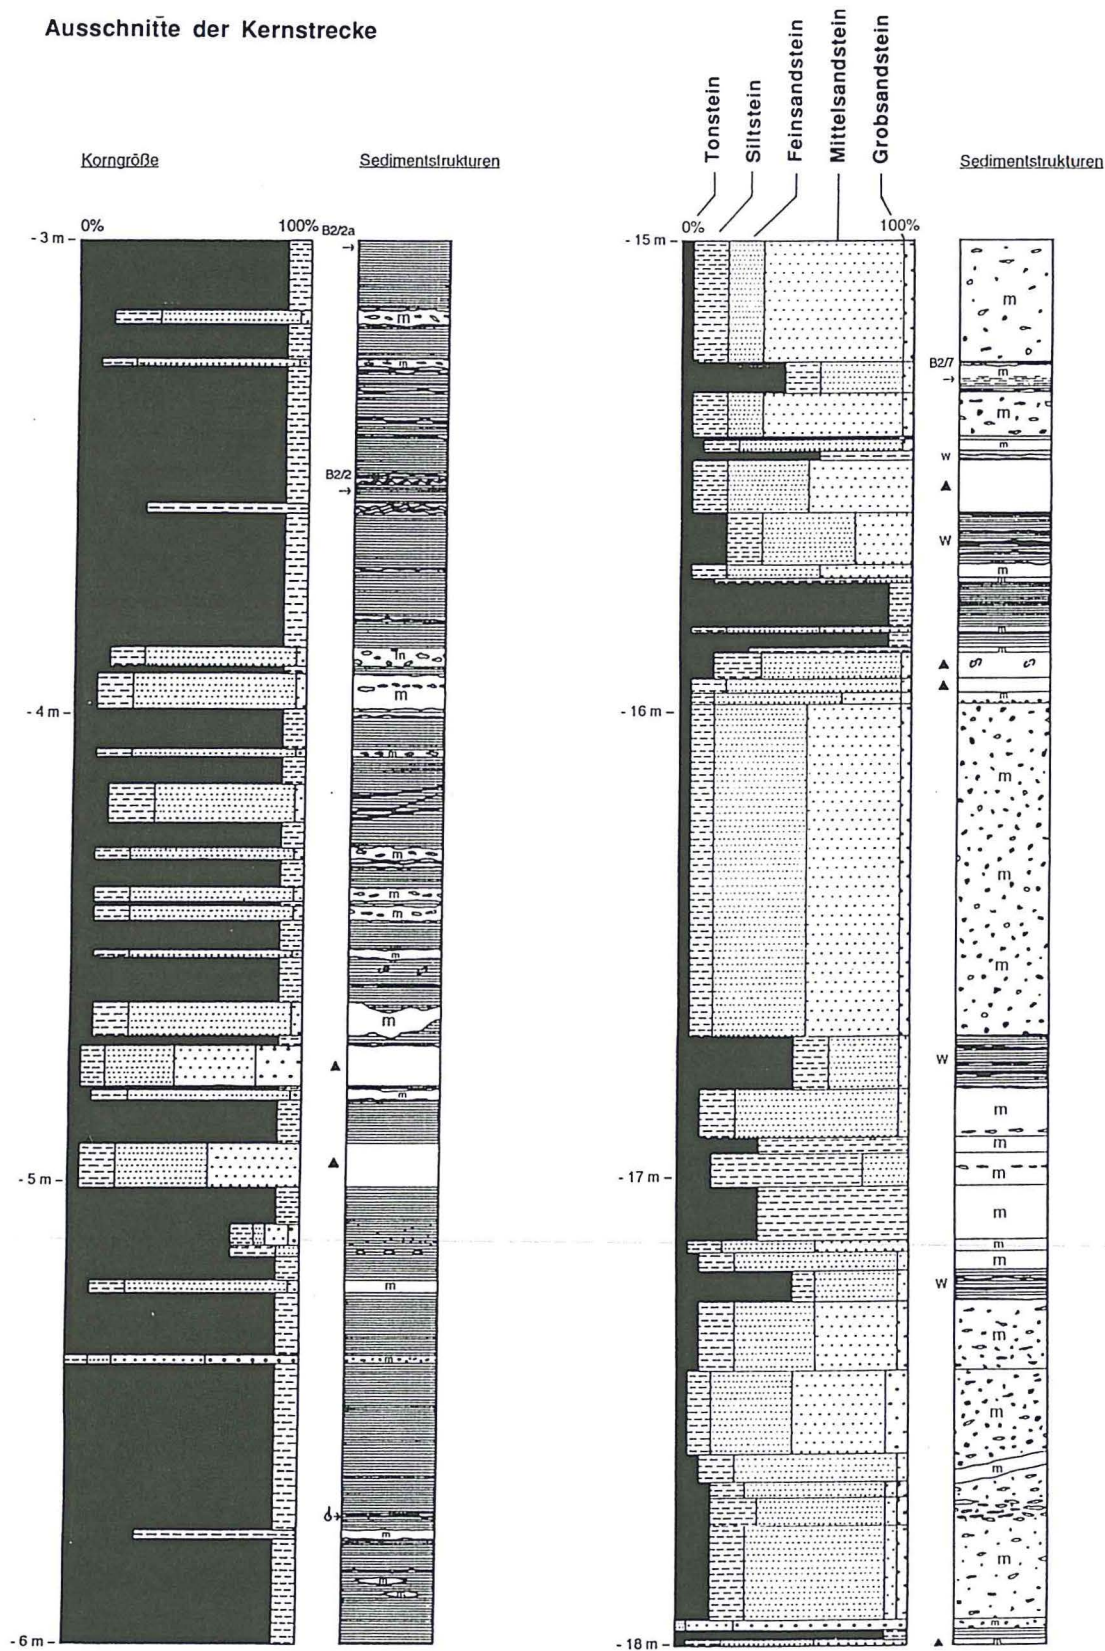 Ausschnitte der Kernstrecke
Tonstein
Siltstein
Feinsandstein
Mittelsandstein
Grobsandstein
Korngröße
Sedimentstrukturen
Sedimentstrukturen
0%
100%
B2/2a
- 3 m
m
m
B2/2
m
- 4 m
m
m
m
m
m
m
m
m
- 5 m
m
m
m
m
m
- 6 m
0%
100%
- 15 m
m
B2/7
m
m
m
w
w
m
m
m
m
- 16 m
m
m
m
m
w
m
m
- 17 m
m
m
m
m
w
m
m
m
m
m
- 18 m
m